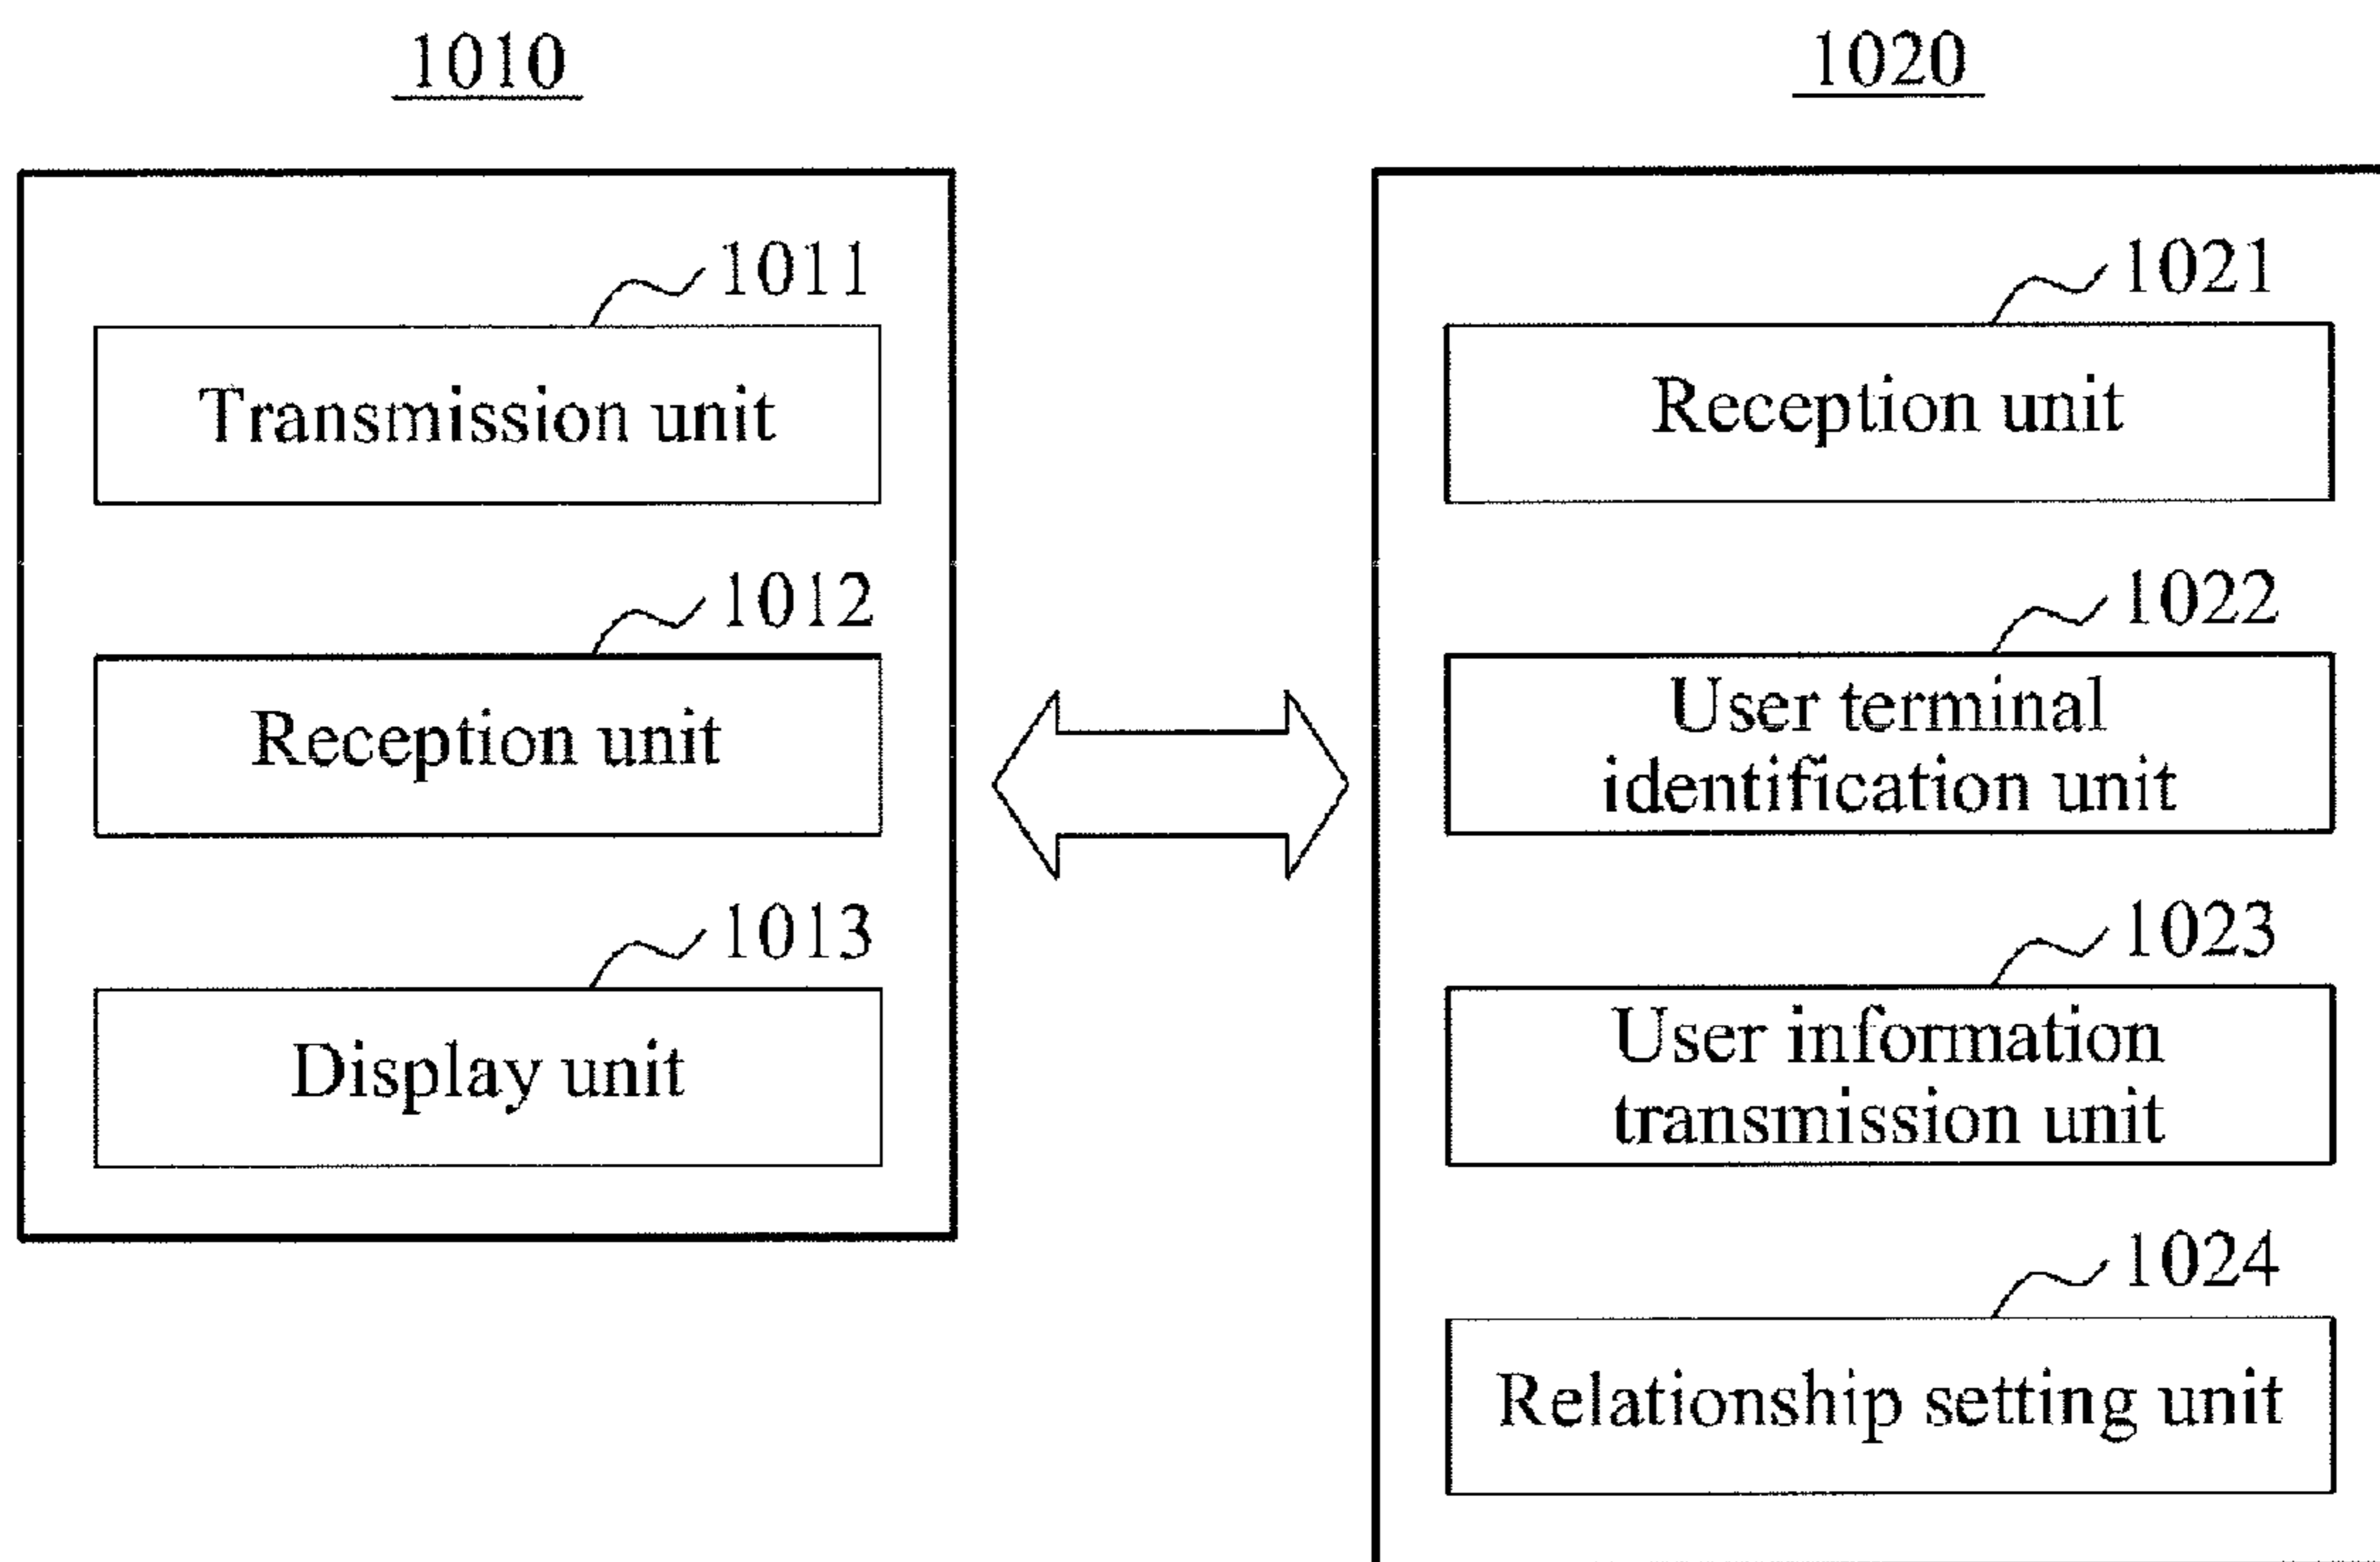 1010
1011
Transmission unit
1012
Reception unit
1013
Display unit
1020
1021
Reception unit
1022
User terminal
identification unit
1023
User information
transmission unit
1024
Relationship setting unit